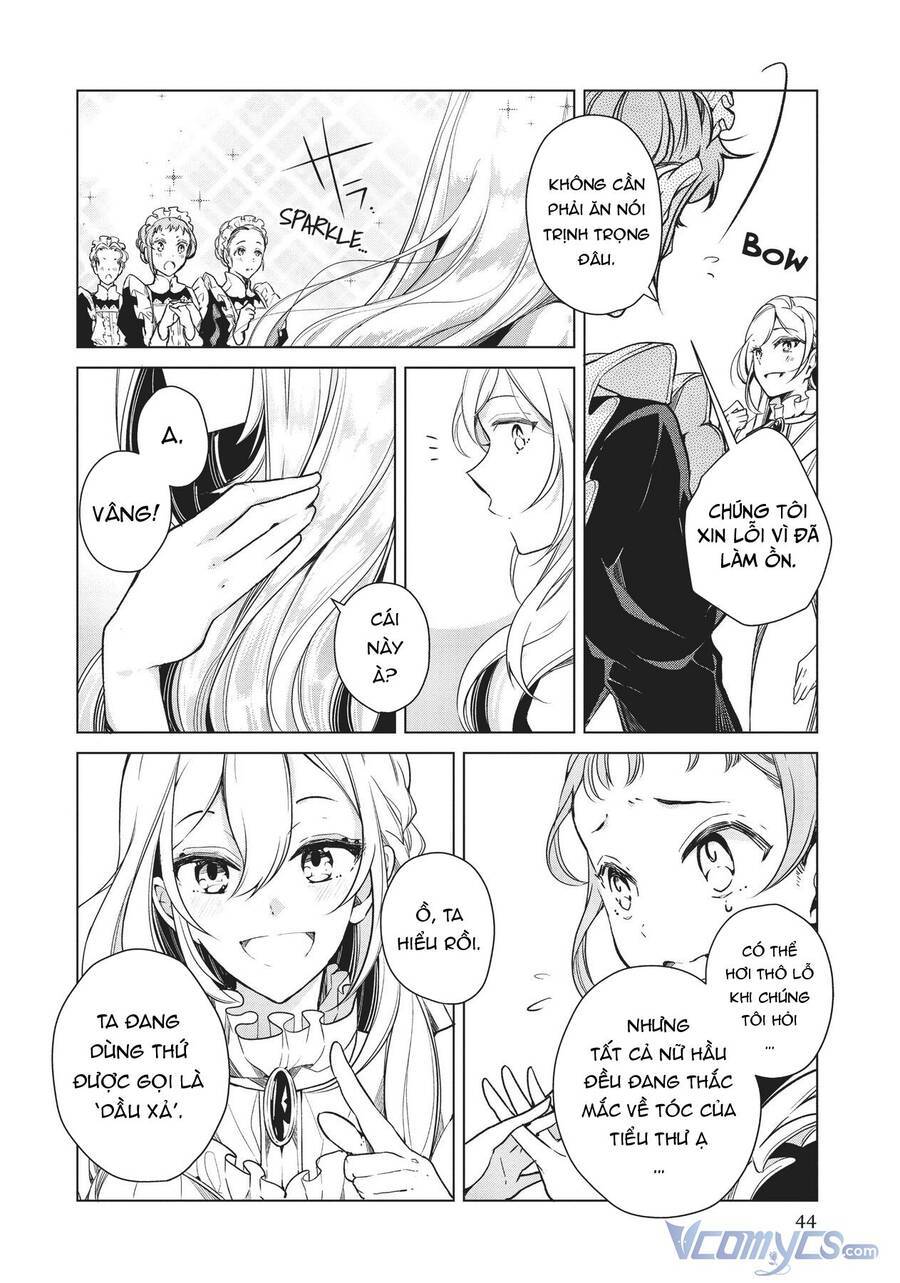 BOW
CHÚNG TÔI
XIN LỖI VÌ ĐÃ
LÀM ỒN.
KHÔNG CẦN
PHẢI ĂN NÓI
TRỊNH TRỌNG
ĐÂU.
SPARKLE...
CÁI
NÀY
À?
A,
VÂNG!
CÓ THỂ
HƠI THÔ LỖ
KHI CHÚNG
TÔI HỎI
...
NHƯNG
TẤT CẢ NỮ HẦU
ĐỀU ĐANG THẮC
MẮC VỀ TÓC CỦA
TIỂU THƯ Ạ
...
Ồ, TA
HIỂU RỒI.
TA ĐANG
DÙNG THỨ
ĐƯỢC GỌI LÀ
'DẦU XẢ'.
44
Vcomycs.com